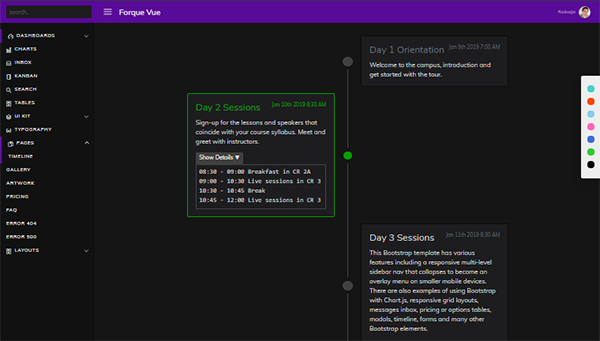 search...
Forque Vue
Rodrogo
DASHBOARDS
CHARTS
INBOX
KANBAN
SEARCH
TABLES
UI KIT
TYPOGRAPHY
PAGES
TIMELINE
GALLERY
ARTWORK
PRICING
FAQ
ERROR 404
ERROR 500
LAYOUTS
Day 1 Orientation
Jan 9th 2019 7:00 AM
Welcome to the campus, introduction and
get started with the tour.
Day 2 Sessions
Jan 10th 2019 8:30 AM
Sign-up for the lessons and speakers that
coincide with your course syllabus. Meet and
greet with instructors.
Show Details ▼
08:30 - 09:00 Breakfast in CR 2A
09:00 - 10:30 Live sessions in CR 3
10:30 - 10:45 Break
10:45 - 12:00 Live sessions in CR 3
Day 3 Sessions
Jan 11th 2019 8:30 AM
This Bootstrap template has various
features including a responsive multi-level
sidebar nav that collapses to become an
overlay menu on smaller mobile devices.
There are also examples of using Bootstrap
with Chart.js, responsive grid layouts,
messages inbox, pricing or options tables,
modals, timeline, forms and many other
Bootstrap elements.